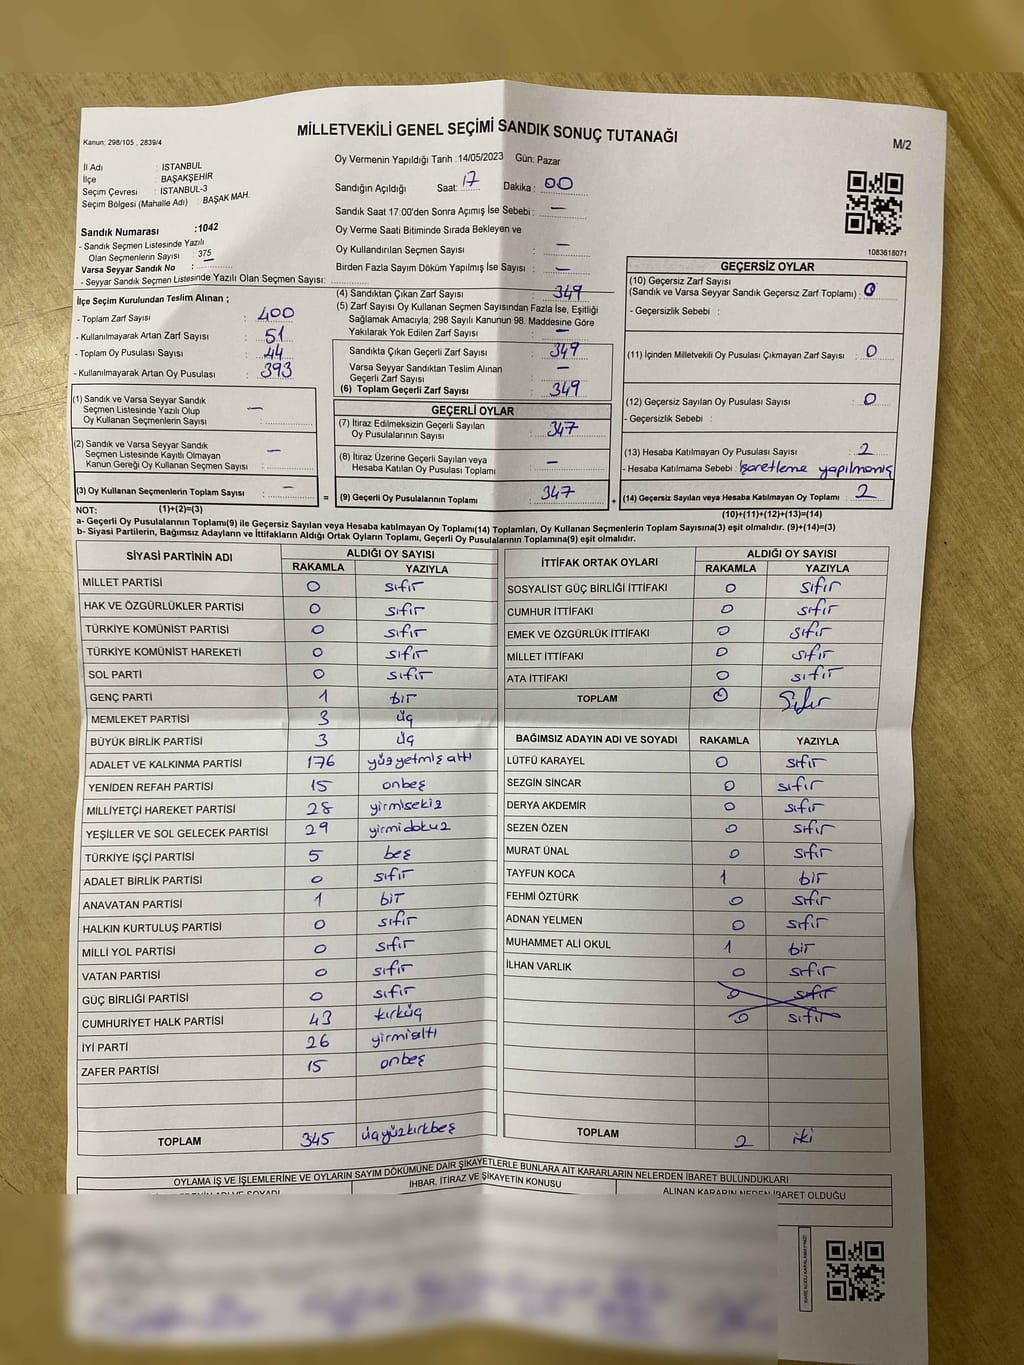 MİLLETVEKİLİ GENEL SEÇİMİ SANDIK SONUÇ TUTANAĞI
Kanun: 298/105 , 2839/4
M/2
İl Adı : İSTANBUL
İlçe : BAŞAKŞEHİR
Seçim Çevresi : İSTANBUL-3
Seçim Bölgesi (Mahalle Adı) : BAŞAK MAH.
Sandık Numarası :1042
- Sandık Seçmen Listesinde Yazılı
Olan Seçmenlerin Sayısı : 375
Varsa Seyyar Sandık No :
- Seyyar Sandık Seçmen Listesinde Yazılı Olan Seçmen Sayısı:
Oy Vermenin Yapıldığı Tarih :14/05/2023 Gün: Pazar
Sandığın Açıldığı Saat: 17 Dakika : 00
Sandık Saat 17:00'den Sonra Açımış İse Sebebi : —
Oy Verme Saati Bitiminde Sırada Bekleyen ve
Oy Kullandırılan Seçmen Sayısı : —
Birden Fazla Sayım Döküm Yapılmış İse Sayısı : —
1083618071
İlçe Seçim Kurulundan Teslim Alınan ;
- Toplam Zarf Sayısı : 400
- Kullanılmayarak Artan Zarf Sayısı : 51
- Toplam Oy Pusulası Sayısı : 44
- Kullanılmayarak Artan Oy Pusulası : 393
(1) Sandık ve Varsa Seyyar Sandık
Seçmen Listesinde Yazılı Olup
Oy Kullanan Seçmenlerin Sayısı : —
(2) Sandık ve Varsa Seyyar Sandık
Seçmen Listesinde Kayıtlı Olmayan
Kanun Gereği Oy Kullanan Seçmen Sayısı : —
(3) Oy Kullanan Seçmenlerin Toplam Sayısı : —
(4) Sandıktan Çıkan Zarf Sayısı : 349
(5) Zarf Sayısı Oy Kullanan Seçmen Sayısından Fazla İse, Eşitliği
Sağlamak Amacıyla; 298 Sayılı Kanunun 98. Maddesine Göre
Yakılarak Yok Edilen Zarf Sayısı : —
Sandıkta Çıkan Geçerli Zarf Sayısı : 349
Varsa Seyyar Sandıktan Teslim Alınan
Geçerli Zarf Sayısı : —
(6) Toplam Geçerli Zarf Sayısı : 349
GEÇERLİ OYLAR
(7) İtiraz Edilmeksizin Geçerli Sayılan
Oy Pusulalarının Sayısı : 347
(8) İtiraz Üzerine Geçerli Sayılan veya
Hesaba Katılan Oy Pusulası Toplamı : —
= (9) Geçerli Oy Pusulalarının Toplamı : 347
GEÇERSİZ OYLAR
(10) Geçersiz Zarf Sayısı
(Sandık ve Varsa Seyyar Sandık Geçersiz Zarf Toplamı) : 0
- Geçersizlik Sebebi :
(11) İçinden Milletvekili Oy Pusulası Çıkmayan Zarf Sayısı : 0
(12) Geçersiz Sayılan Oy Pusulası Sayısı : 0
- Geçersizlik Sebebi :
(13) Hesaba Katılmayan Oy Pusulası Sayısı : 2
- Hesaba Katılmama Sebebi : işaretleme yapılmamış
+ (14) Geçersiz Sayılan veya Hesaba Katılmayan Oy Toplamı : 2
NOT: (1)+(2)=(3)
(10)+(11)+(12)+(13)=(14)
a- Geçerli Oy Pusulalarının Toplamı(9) ile Geçersiz Sayılan veya Hesaba katılmayan Oy Toplamı(14) Toplamları, Oy Kullanan Seçmenlerin Toplam Sayısına(3) eşit olmalıdır. (9)+(14)=(3)
b- Siyasi Partilerin, Bağımsız Adayların ve İttifakların Aldığı Ortak Oyların Toplamı, Geçerli Oy Pusulalarının Toplamına(9) eşit olmalıdır.
SİYASİ PARTİNİN ADI ALDIĞI OY SAYISI
RAKAMLA YAZIYLA
MİLLET PARTİSİ 0 sıfır
HAK VE ÖZGÜRLÜKLER PARTİSİ 0 sıfır
TÜRKİYE KOMÜNİST PARTİSİ 0 sıfır
TÜRKİYE KOMÜNİST HAREKETİ 0 sıfır
SOL PARTİ 0 sıfır
GENÇ PARTİ 1 bir
MEMLEKET PARTİSİ 3 üç
BÜYÜK BİRLİK PARTİSİ 3 üç
ADALET VE KALKINMA PARTİSİ 176 yüzyetmişaltı
YENİDEN REFAH PARTİSİ 15 onbeş
MİLLİYETÇİ HAREKET PARTİSİ 28 yirmisekiz
YEŞİLLER VE SOL GELECEK PARTİSİ 29 yirmidokuz
TÜRKİYE İŞÇİ PARTİSİ 5 beş
ADALET BİRLİK PARTİSİ 0 sıfır
ANAVATAN PARTİSİ 1 bir
HALKIN KURTULUŞ PARTİSİ 0 sıfır
MİLLİ YOL PARTİSİ 0 sıfır
VATAN PARTİSİ 0 sıfır
GÜÇ BİRLİĞİ PARTİSİ 0 sıfır
CUMHURİYET HALK PARTİSİ 43 kırküç
İYİ PARTİ 26 yirmialtı
ZAFER PARTİSİ 15 onbeş
TOPLAM 345 üçyüzkırkbeş
İTTİFAK ORTAK OYLARI ALDIĞI OY SAYISI
RAKAMLA YAZIYLA
SOSYALİST GÜÇ BİRLİĞİ İTTİFAKI 0 sıfır
CUMHUR İTTİFAKI 0 sıfır
EMEK VE ÖZGÜRLÜK İTTİFAKI 0 sıfır
MİLLET İTTİFAKI 0 sıfır
ATA İTTİFAKI 0 sıfır
TOPLAM 0 Sıfır
BAĞIMSIZ ADAYIN ADI VE SOYADI RAKAMLA YAZIYLA
LÜTFÜ KARAYEL 0 sıfır
SEZGİN SİNCAR 0 sıfır
DERYA AKDEMİR 0 sıfır
SEZEN ÖZEN 0 sıfır
MURAT ÜNAL 0 sıfır
TAYFUN KOCA 1 bir
FEHMİ ÖZTÜRK 0 sıfır
ADNAN YELMEN 0 sıfır
MUHAMMET ALİ OKUL 1 bir
İLHAN VARLIK 0 sıfır
0 sıfır
0 sıfır
TOPLAM 2 iki
OYLAMA İŞ VE İŞLEMLERİNE VE OYLARIN SAYIM DÖKÜMÜNE DAİR ŞİKAYETLERLE BUNLARA AİT KARARLARIN NELERDEN İBARET BULUNDUKLARI
İHBAR, İTİRAZ VE ŞİKAYETİN KONUSU
ALINAN KARARIN NEDEN İBARET OLDUĞU